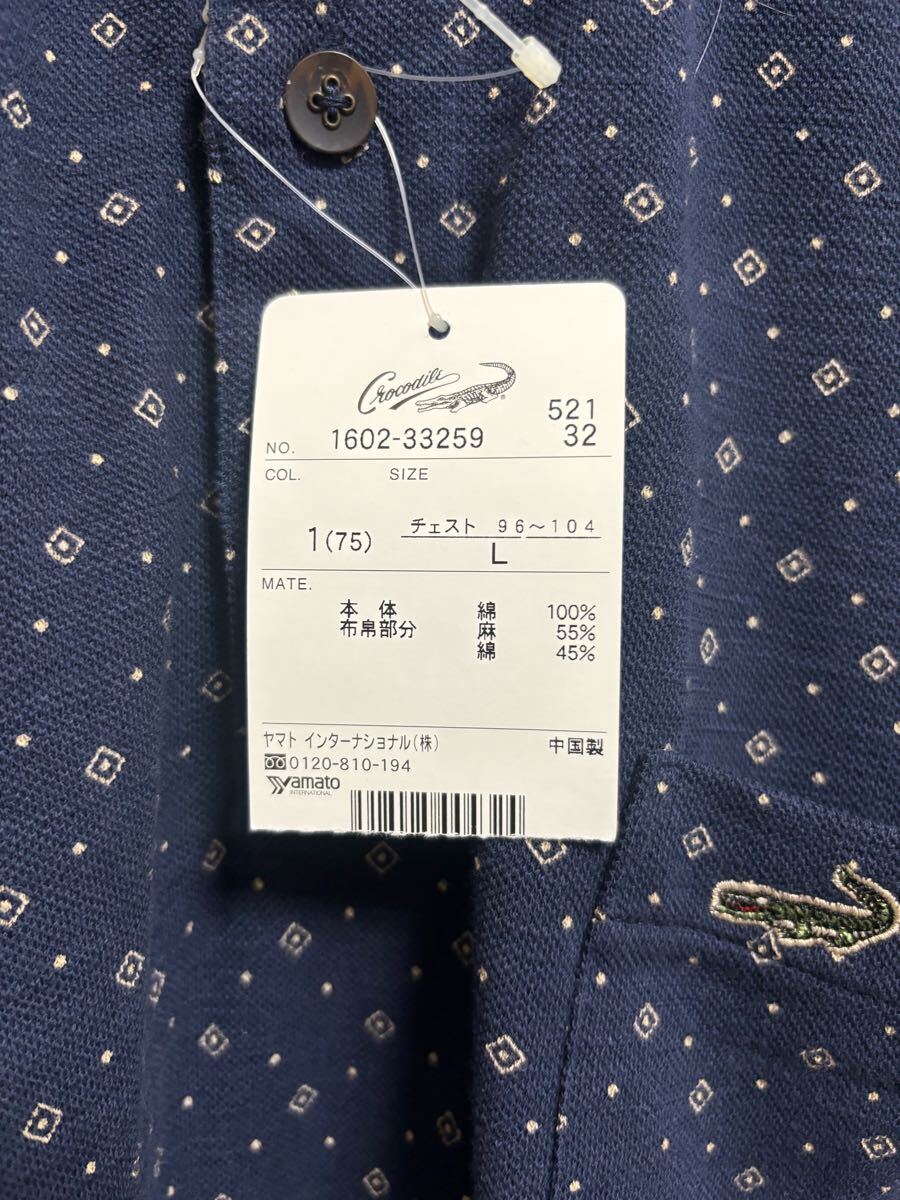 Crocodile ®
521
NO. 1602-33259 32
COL. SIZE
1(75) チェスト 96〜104
L
MATE.
本 体 綿 100%
布帛部分 麻 55%
綿 45%
ヤマト インターナショナル(株) 中国製
0120-810-194
Yamato
INTERNATIONAL